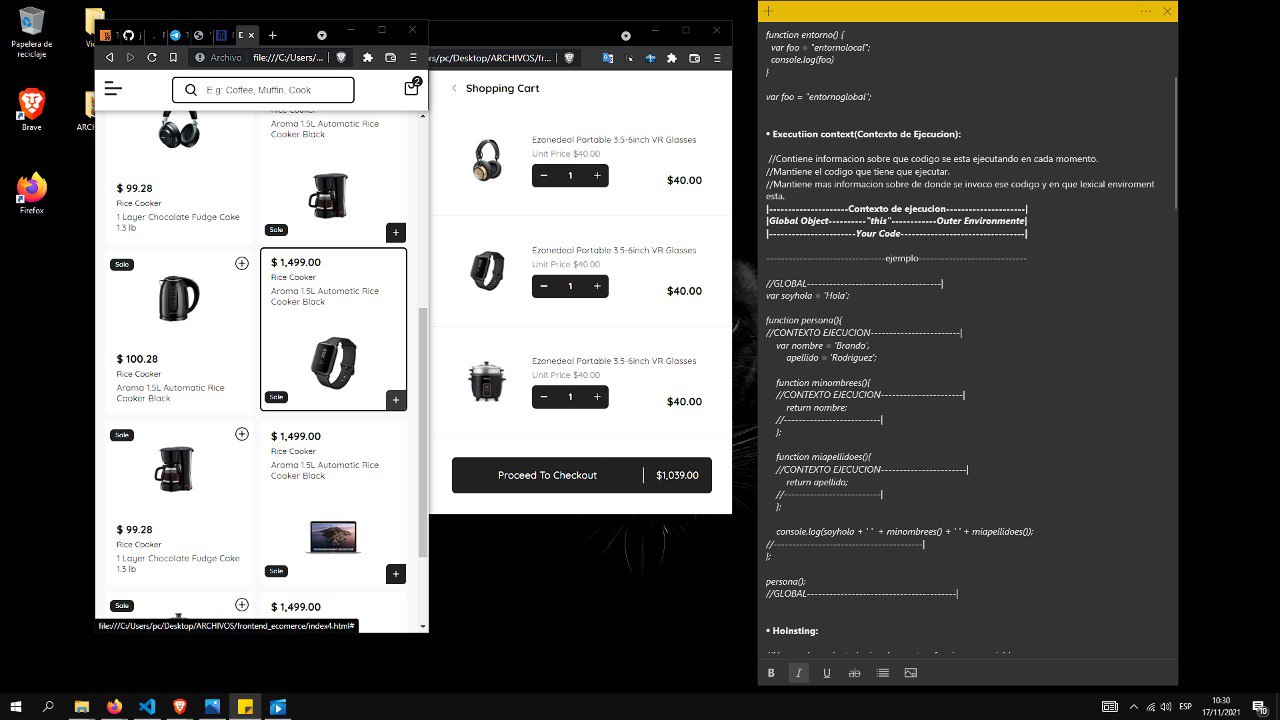 Papelera de
reciclaje
Brave
Firefox
ARCHIV
Archivo
file:///C:/Users/
E.g: Coffee, Muffin, Cook
2
Rice Cooker
Aroma 1.5L Automatic Rice
Cooker Black
$ 99.28
Rice Cooker
1 Layer Chocolate Fudge Cake
1.3 lb
Sale
Sale
$ 1,499.00
Rice Cooker
Aroma 1.5L Automatic Rice
Cooker Black
$ 100.28
Rice Cooker
Aroma 1.5L Automatic Rice
Cooker Black
Sale
Sale
$ 1,499.00
Rice Cooker
Aroma 1.5L Automatic Rice
Cooker Black
$ 99.28
Rice Cooker
1 Layer Chocolate Fudge Cake
1.3 lb
Sale
Sale
$ 1,499.00
file:///C:/Users/pc/Desktop/ARCHIVOS/frontend_ecomerce/index4.html#
rs/pc/Desktop/ARCHIVOS/fr...
Shopping Cart
Ezonedeol Portable 3.5-6inch VR Glasses
Unit Price $40.00
1
$40.00
Ezonedeol Portable 3.5-6inch VR Glasses
Unit Price $40.00
1
$40.00
Ezonedeol Portable 3.5-6inch VR Glasses
Unit Price $40.00
1
$40.00
Proceed To Checkout
$1,039.00
function entorno() {
var foo = "entornolocal";
console.log(foo)
}
var foo = "entornoglobal";
• Executiion context(Contexto de Ejecucion):
//Contiene informacion sobre que codigo se esta ejecutando en cada momento.
//Mantiene el codigo que tiene que ejecutar.
//Mantiene mas informacion sobre de donde se invoco ese codigo y en que lexical enviroment
esta.
|---------------------Contexto de ejecucion---------------------|
|Global Object----------"this"------------Outer Environmente|
|-----------------------Your Code---------------------------------|
--------------------------------ejemplo-----------------------------
//GLOBAL------------------------------------|
var soyhola = 'Hola';
function persona(){
//CONTEXTO EJECUCION------------------------|
var nombre = 'Brando',
apellido = 'Rodriguez';
function minombrees(){
//CONTEXTO EJECUCION----------------------|
return nombre;
//--------------------------|
};
function miapellidoes(){
//CONTEXTO EJECUCION-----------------------|
return apellido;
//--------------------------|
};
console.log(soyhola + ' ' + minombrees() + ' ' + miapellidoes());
//----------------------------------------|
};
persona();
//GLOBAL----------------------------------------|
• Hoinsting:
B I U ab
ESP
10:30
17/11/2021